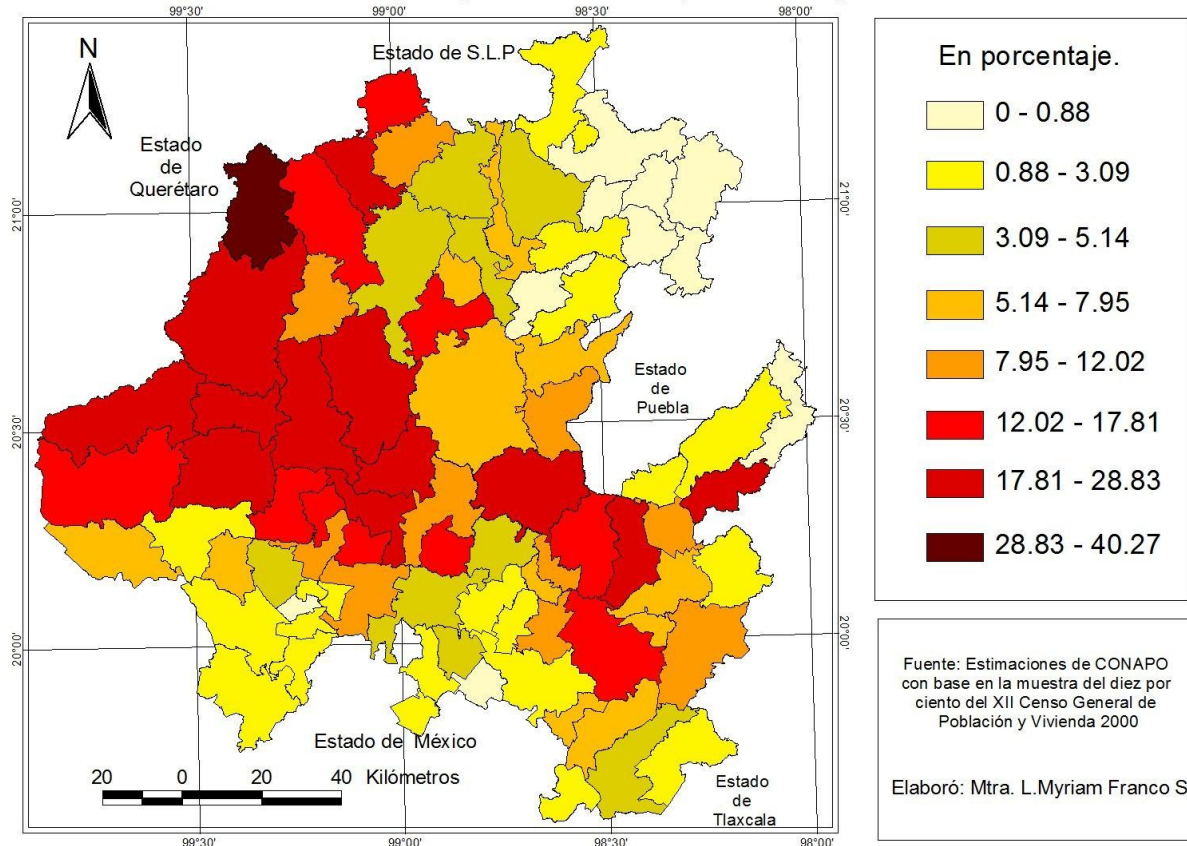 99°30'
99°00'
98°30'
98°00'
N
Estado de S.L.P
Estado
de
Querétaro
21°00'
21°00'
Estado
de
Puebla
20°30'
20°30'
20°00'
20°00'
Estado de México
20 0 20 40 Kilómetros
Estado
de
Tlaxcala
99°30'
99°00'
98°30'
98°00'
En porcentaje.
0 - 0.88
0.88 - 3.09
3.09 - 5.14
5.14 - 7.95
7.95 - 12.02
12.02 - 17.81
17.81 - 28.83
28.83 - 40.27
Fuente: Estimaciones de CONAPO
con base en la muestra del diez por
ciento del XII Censo General de
Población y Vivienda 2000
Elaboró: Mtra. L.Myriam Franco S